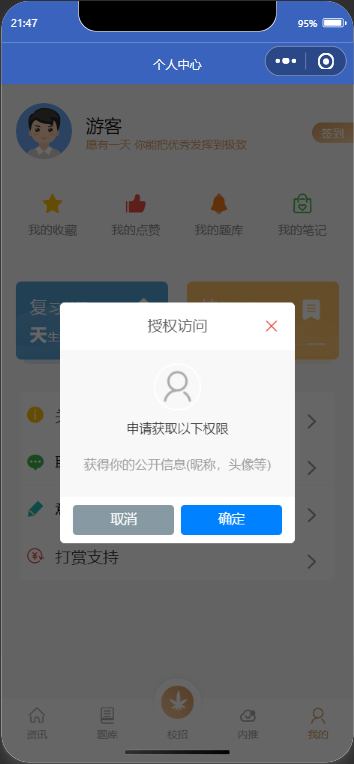 21:47
95%
个人中心
游客
愿有一天 你能把优秀发挥到极致
签到
我的收藏
我的点赞
我的题库
我的笔记
复习
天生
授权访问
申请获取以下权限
获得你的公开信息(昵称，头像等)
取消
确定
打赏支持
资讯
题库
校招
内推
我的